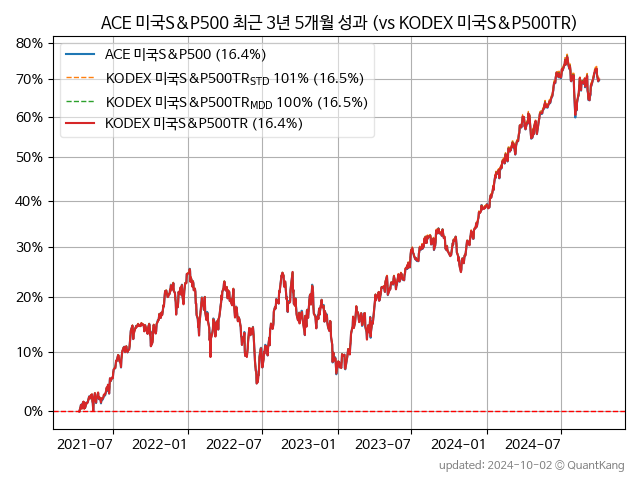 ACE 미국S&P500 최근 3년 5개월 성과 (vs KODEX 미국S&P500TR)
ACE 미국S&P500 (16.4%)
KODEX 미국S&P500TR_STD 101% (16.5%)
KODEX 미국S&P500TR_MDD 100% (16.5%)
KODEX 미국S&P500TR (16.4%)
80%
70%
60%
50%
40%
30%
20%
10%
0%
2021-07 2022-01 2022-07 2023-01 2023-07 2024-01 2024-07
updated: 2024-10-02 © QuantKang